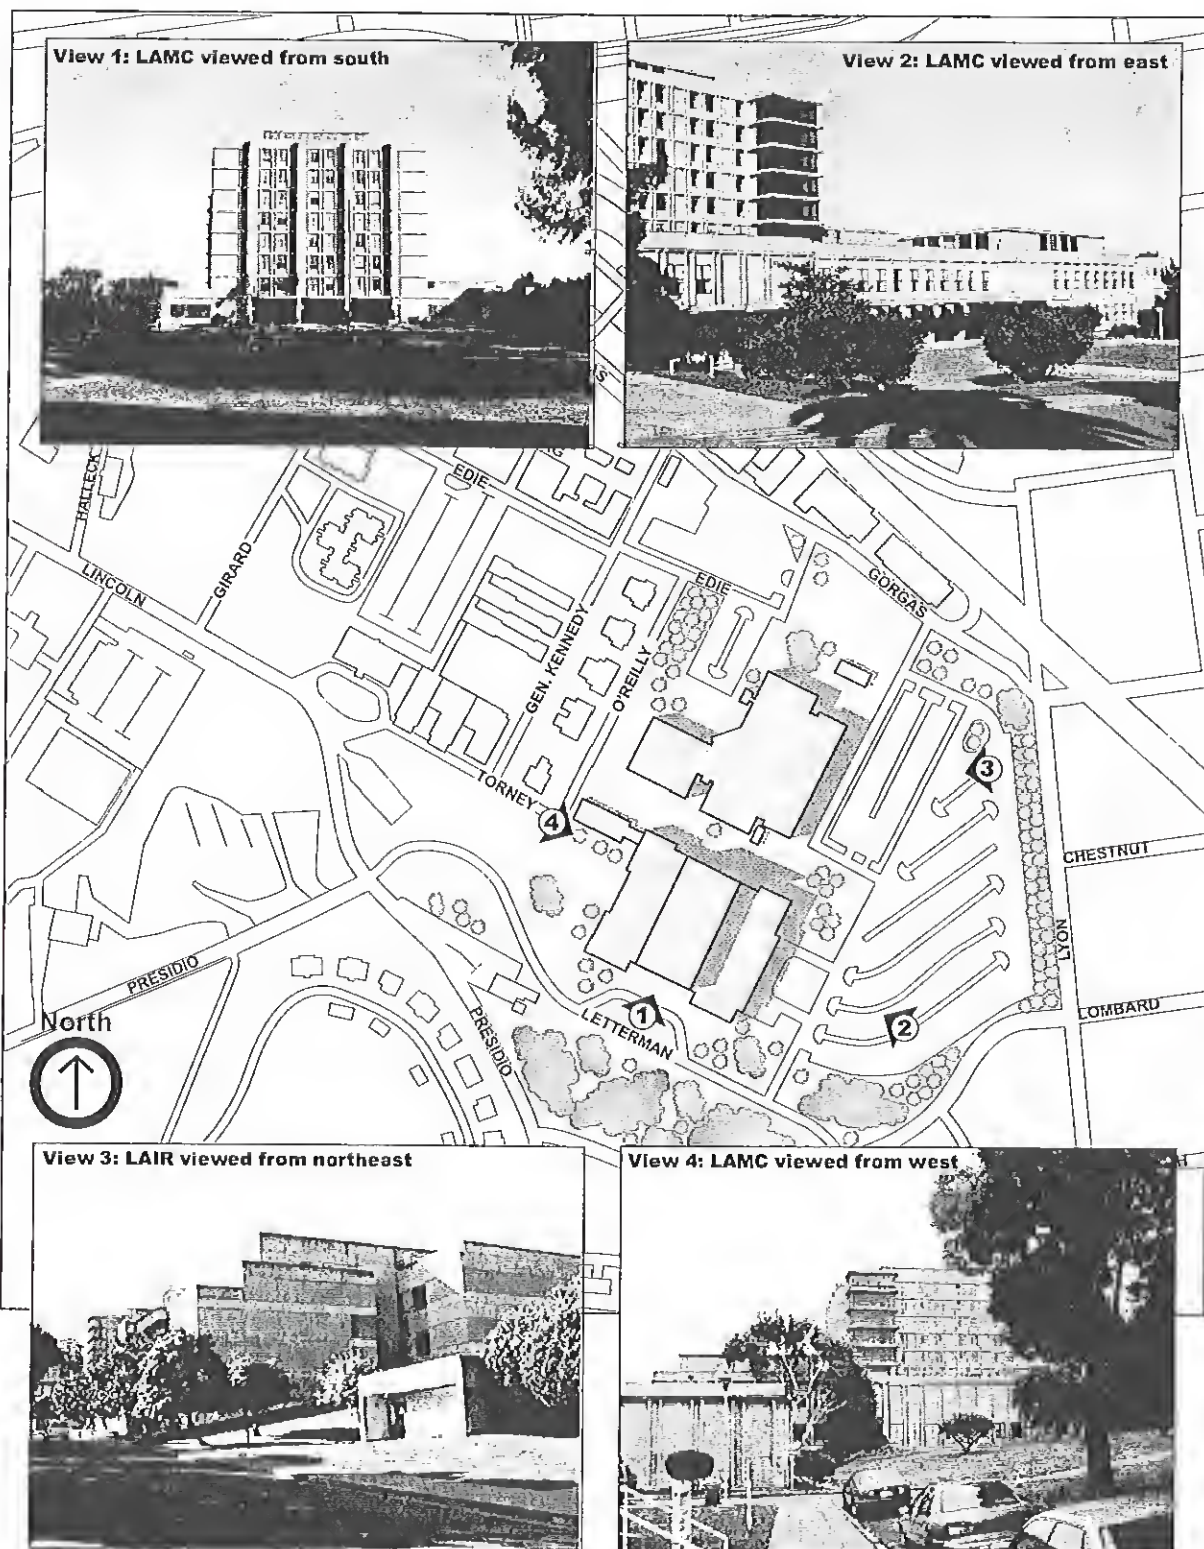 View 1: LAMC viewed from south
View 2: LAMC viewed from east
HALLECK
LINCOLN
GIRARD
EDIE
GEN. KENNEDY
O'REILLY
EDIE
GORGAS
TORNEY
4
3
CHESTNUT
LYON
PRESIDIO
PRESIDIO
1
LETTERMAN
2
LOMBARD
North
View 3: LAIR viewed from northeast
View 4: LAMC viewed from west